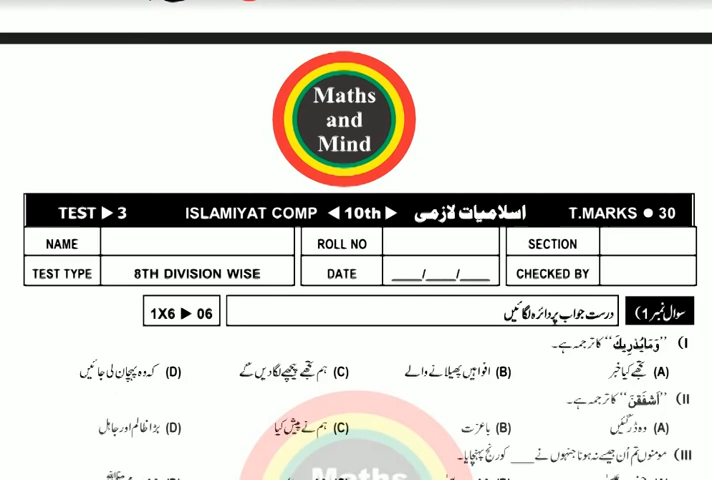 Maths
and
Mind
TEST ▶ 3 ISLAMIYAT COMP ◀ 10th ▶ اسلامیات لازمی T.MARKS ● 30
NAME ROLL NO SECTION
TEST TYPE 8TH DIVISION WISE DATE ___/___/___ CHECKED BY
سوال نمبر 1) درست جواب پر دائرہ لگائیں 1X6 ▶ 06
I) ”وَمَايُدْرِيكَ“ کا ترجمہ ہے۔
(A) تجھے کیا خبر (B) افواہیں پھیلانے والے (C) ہم تجھے پیچھے لگا دیں گے (D) کہ وہ پہچان لی جائیں
II) ”اَشْفَقْنَ“ کا ترجمہ ہے۔
(A) وہ ڈر گئیں (B) باعزت (C) ہم نے پیش کیا (D) بڑا ظالم اور جاہل
III) مومنوں تم اُن جیسے نہ ہونا جنہوں نے ___ کو رنج پہنچایا۔
Maths